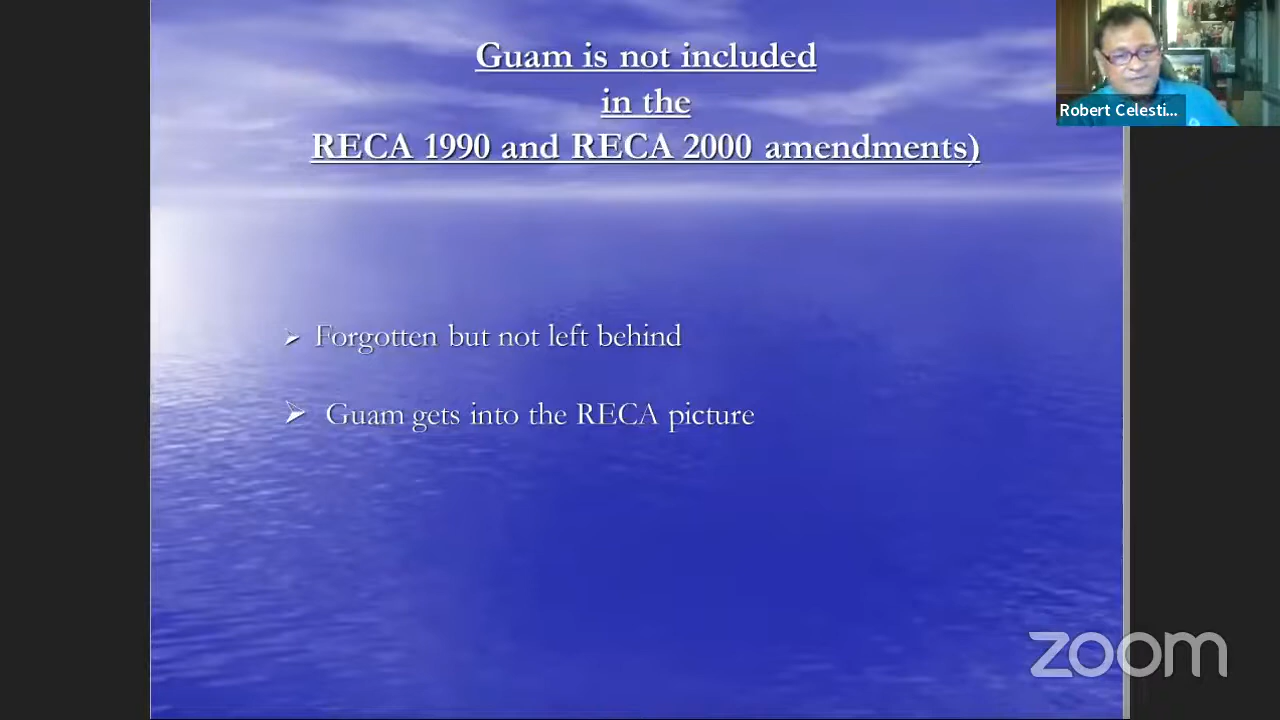 Guam is not included
in the
RECA 1990 and RECA 2000 amendments)
Robert Celesti...
Forgotten but not left behind
Guam gets into the RECA picture
zoom